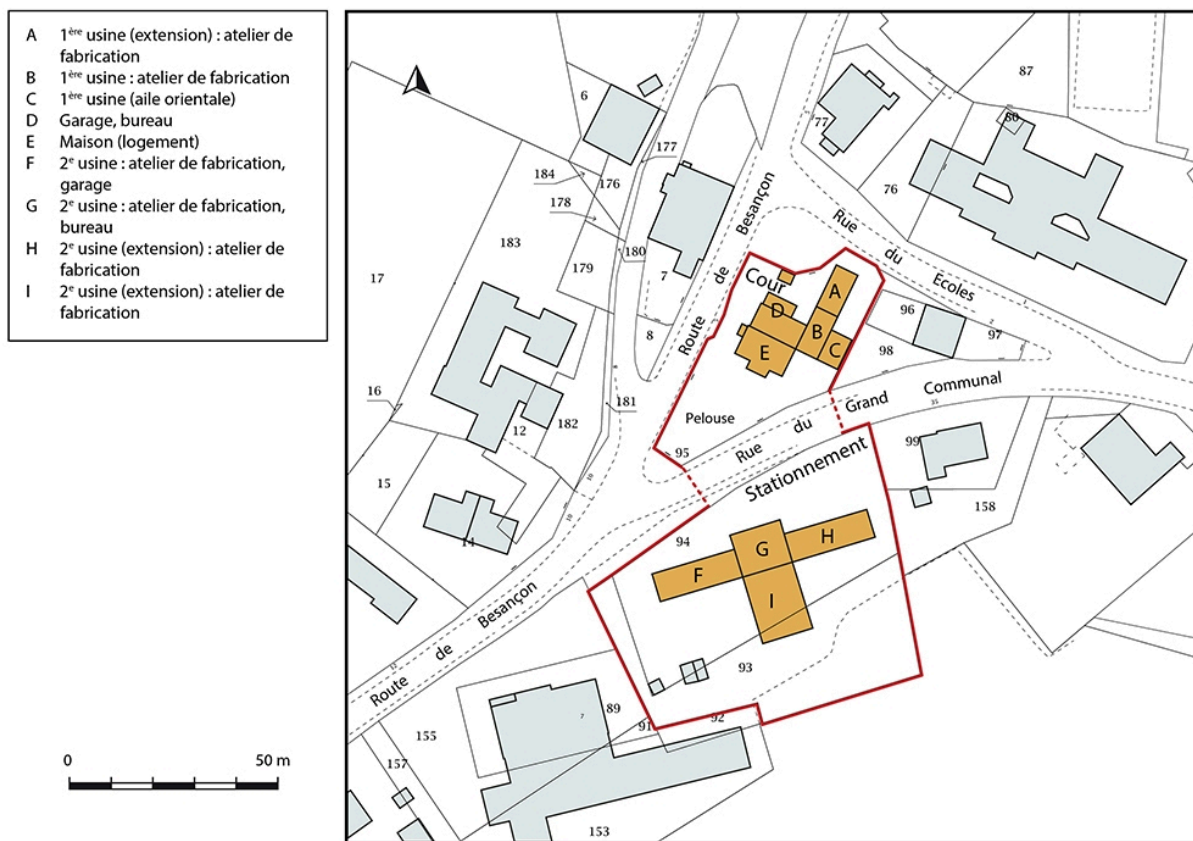 A 1ère usine (extension) : atelier de
fabrication
B 1ère usine : atelier de fabrication
C 1ère usine (aile orientale)
D Garage, bureau
E Maison (logement)
F 2e usine : atelier de fabrication,
garage
G 2e usine : atelier de fabrication,
bureau
H 2e usine (extension) : atelier de
fabrication
I 2e usine (extension) : atelier de
fabrication
0 50 m
87
6
77
80
177
184
176
76
178
183
180
179
17
7
Route de Besançon
Rue du Ecoles
Cour
A
D
B
C
E
96
97
98
8
16
181
12
182
Pelouse
95
Rue du Grand Communal
Stationnement
99
15
158
14
94
G
H
F
I
Route de Besançon
93
89
91
92
155
157
153